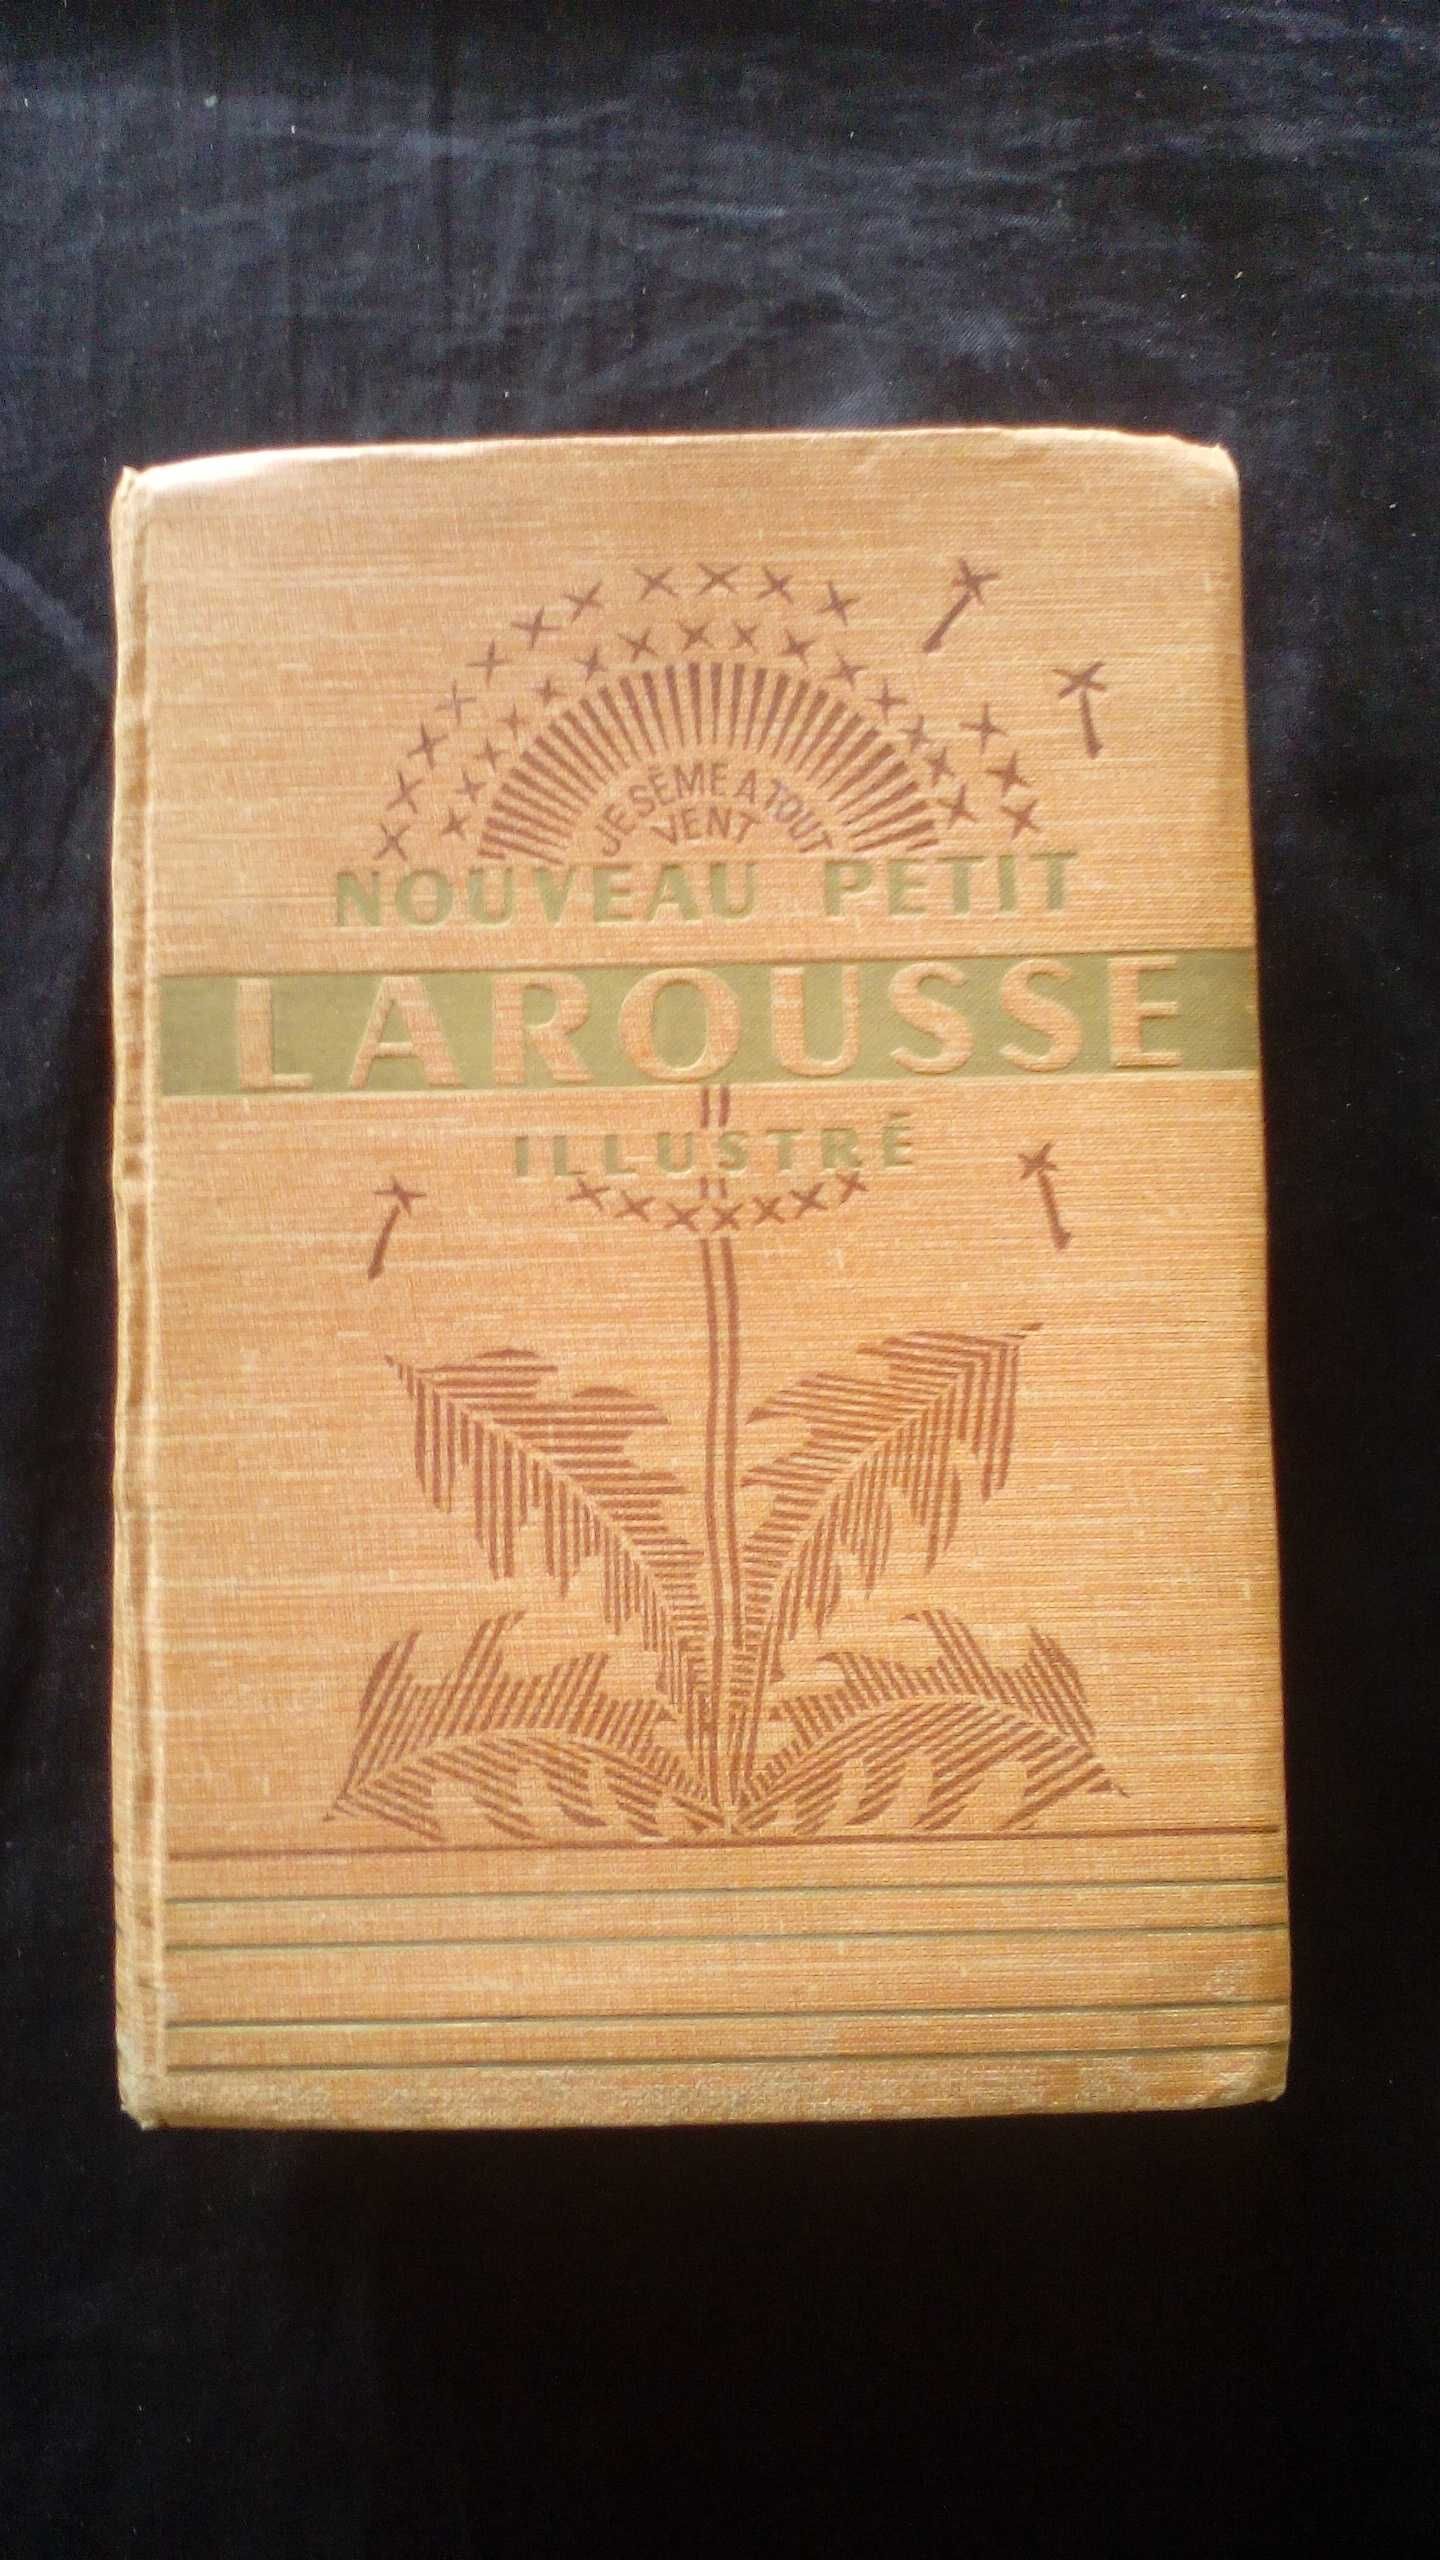 JE SÈME A TOUT
VENT
NOUVEAU PETIT
LAROUSSE
ILLUSTRÉ